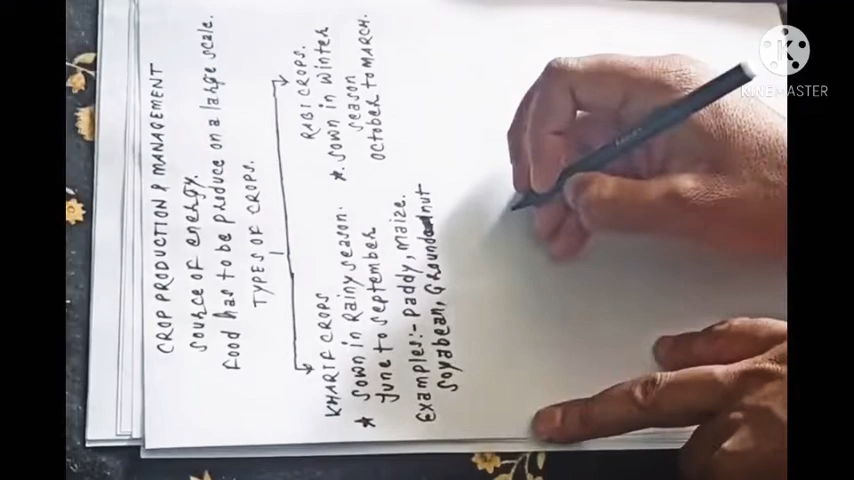 CROP PRODUCTION & MANAGEMENT
source of energy.
Food has to be produce on a large scale.
TYPES OF CROPS.
KHARIF CROPS
★ Sown in Rainy season.
June to september
Examples:- Paddy, Maize.
Soyabean, Groundnut
RABI CROPS.
★. Sown in Winter
season
October to MARCH.
KINEMASTER